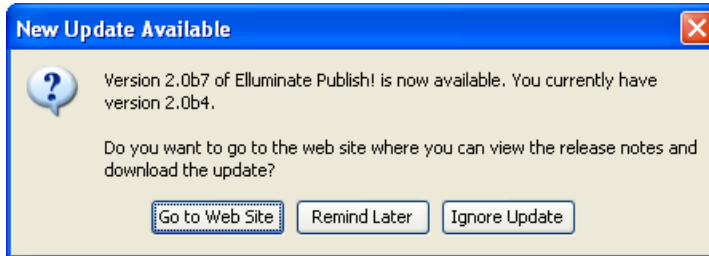 New Update Available
Version 2.0b7 of Elluminate Publish! is now available. You currently have
version 2.0b4.
Do you want to go to the web site where you can view the release notes and
download the update?
Go to Web Site Remind Later Ignore Update